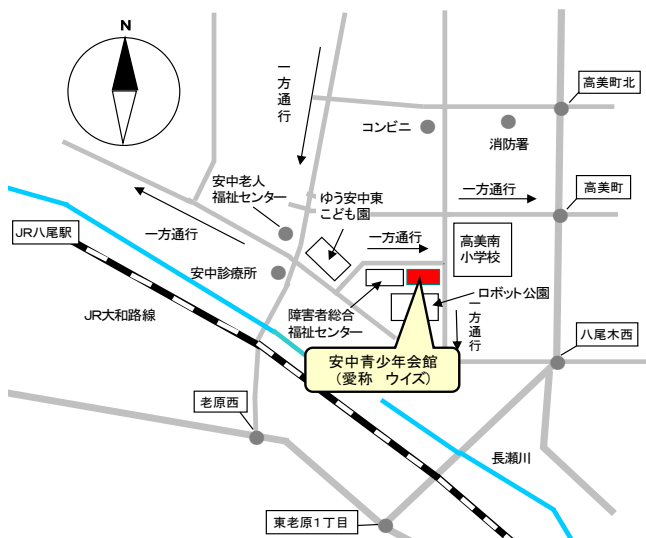 N
一方通行
高美町北
コンビニ
消防署
安中老人
福祉センター
ゆう安中東
こども園
一方通行
高美町
一方通行
一方通行
高美南
小学校
JR八尾駅
安中診療所
障害者総合
福祉センター
ロボット公園
一方通行
JR大和路線
安中青少年会館
(愛称 ウイズ)
八尾木西
老原西
長瀬川
東老原1丁目